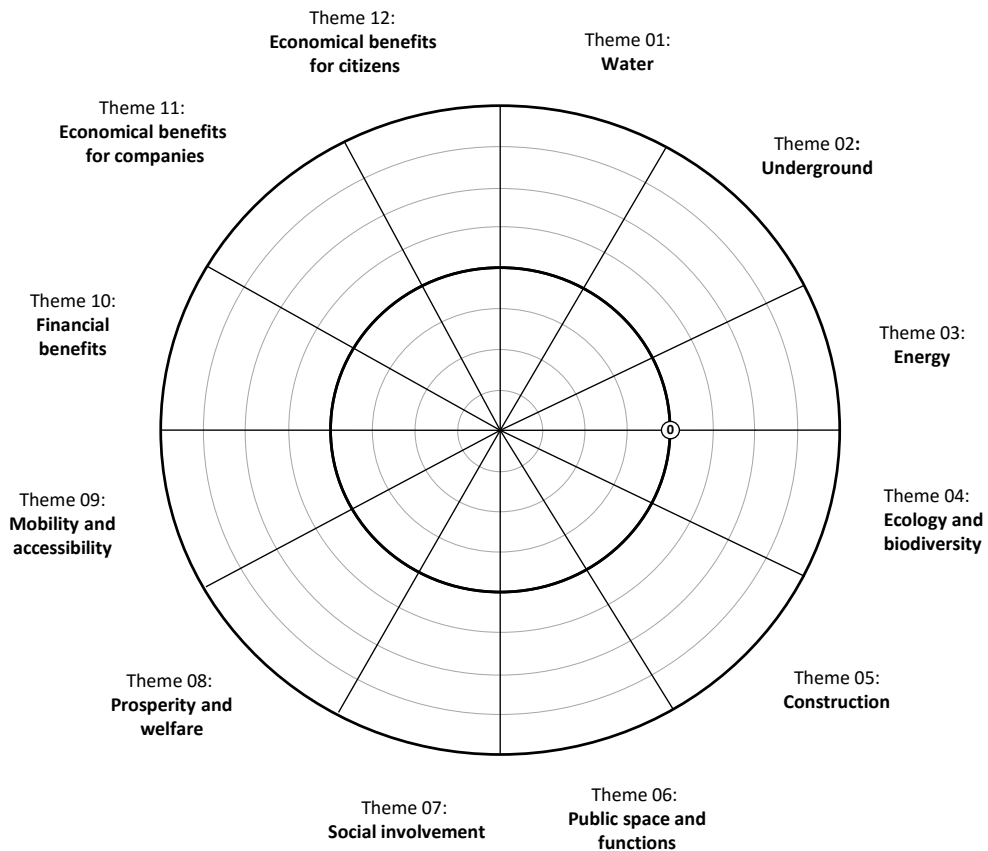 Theme 12:
Economical benefits
for citizens
Theme 01:
Water
Theme 11:
Economical benefits
for companies
Theme 02:
Underground
Theme 10:
Financial
benefits
Theme 03:
Energy
0
Theme 09:
Mobility and
accessibility
Theme 04:
Ecology and
biodiversity
Theme 08:
Prosperity and
welfare
Theme 05:
Construction
Theme 07:
Social involvement
Theme 06:
Public space and
functions